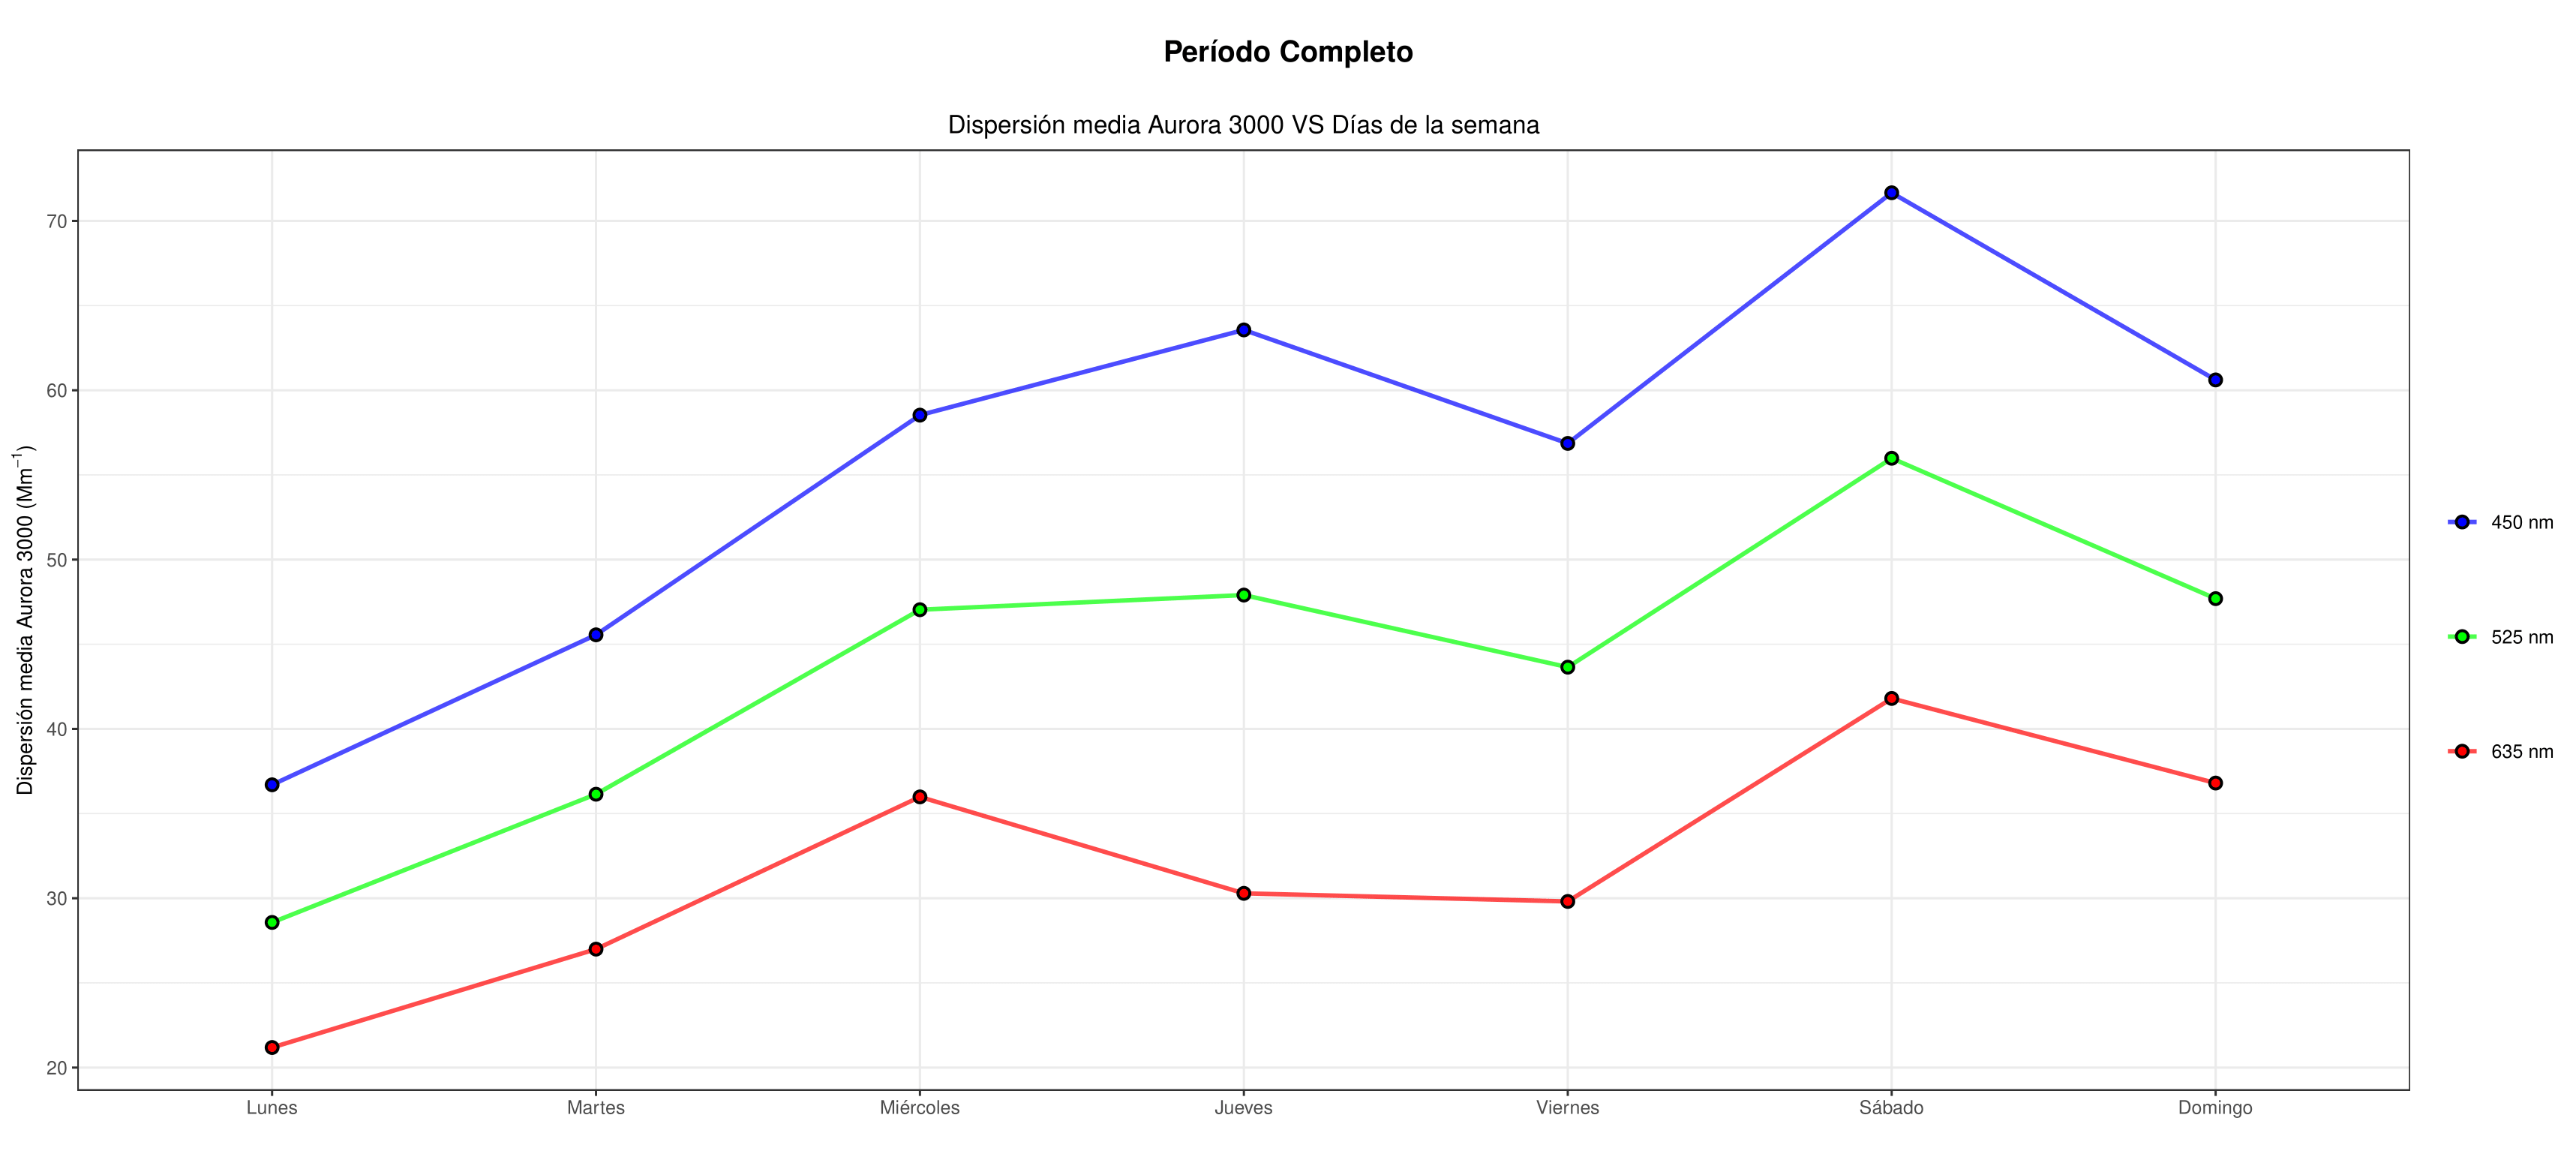 Período Completo
Dispersión media Aurora 3000 VS Días de la semana
Dispersión media Aurora 3000 (Mm⁻¹)
70
60
50
40
30
20
Lunes Martes Miércoles Jueves Viernes Sábado Domingo
450 nm
525 nm
635 nm